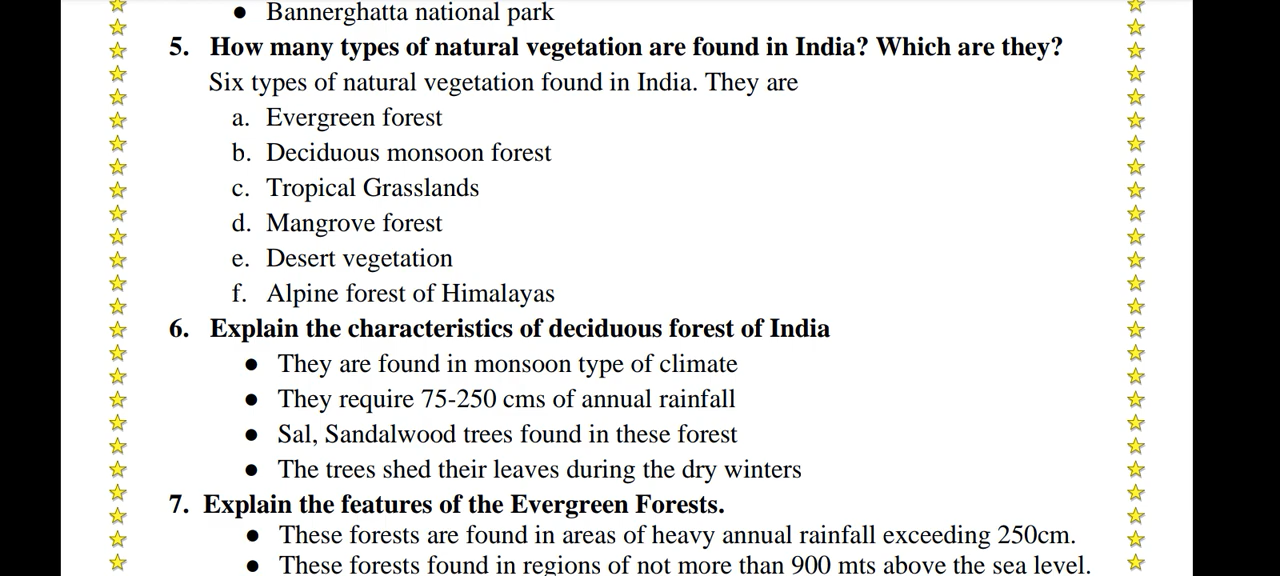 ● Bannerghatta national park
5. How many types of natural vegetation are found in India? Which are they?
Six types of natural vegetation found in India. They are
a. Evergreen forest
b. Deciduous monsoon forest
c. Tropical Grasslands
d. Mangrove forest
e. Desert vegetation
f. Alpine forest of Himalayas
6. Explain the characteristics of deciduous forest of India
● They are found in monsoon type of climate
● They require 75-250 cms of annual rainfall
● Sal, Sandalwood trees found in these forest
● The trees shed their leaves during the dry winters
7. Explain the features of the Evergreen Forests.
● These forests are found in areas of heavy annual rainfall exceeding 250cm.
● These forests found in regions of not more than 900 mts above the sea level.